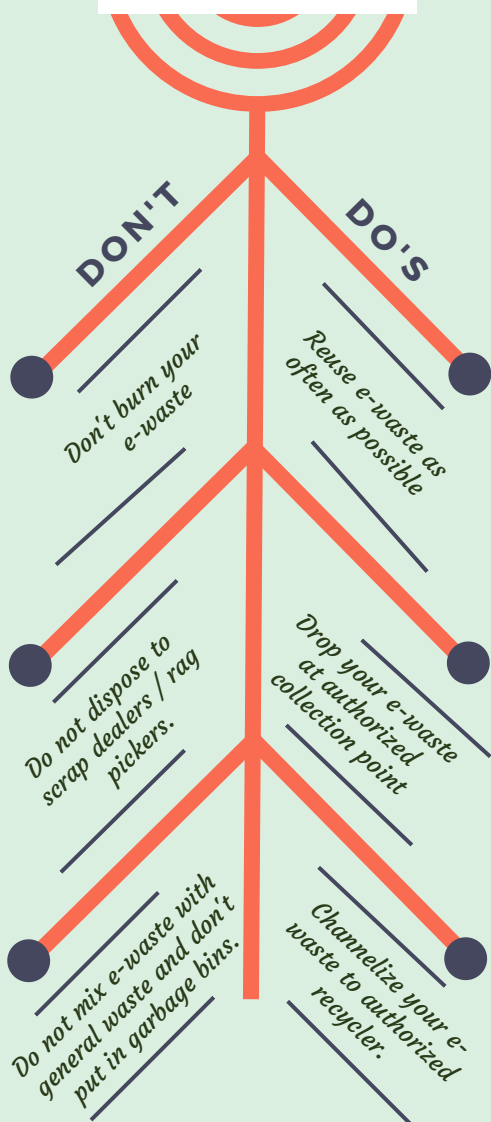 DON'T
Don't burn your
e-waste
Do not dispose to
scrap dealers / rag
pickers.
Do not mix e-waste with
general waste and don't
put in garbage bins.
DO'S
Reuse e-waste as
often as possible
Drop your e-waste
at authorized
collection point
Channelize your e-
waste to authorized
recycler.